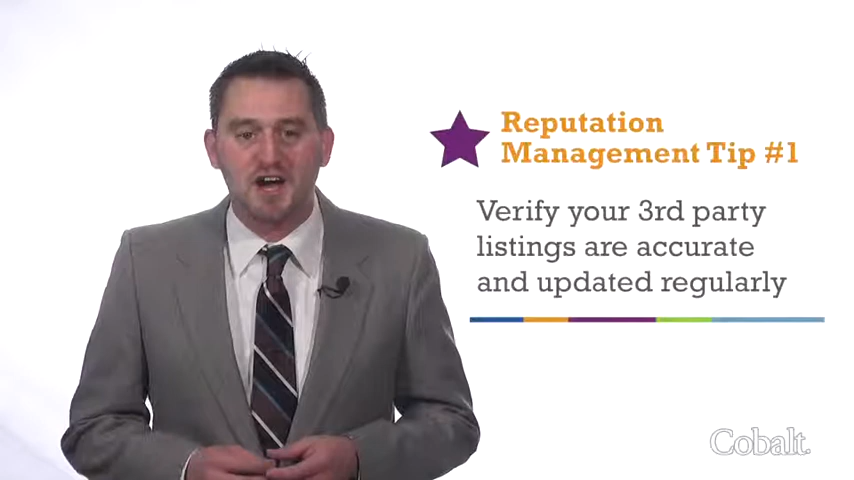 Reputation
Management Tip #1
Verify your 3rd party
listings are accurate
and updated regularly
Cobalt.